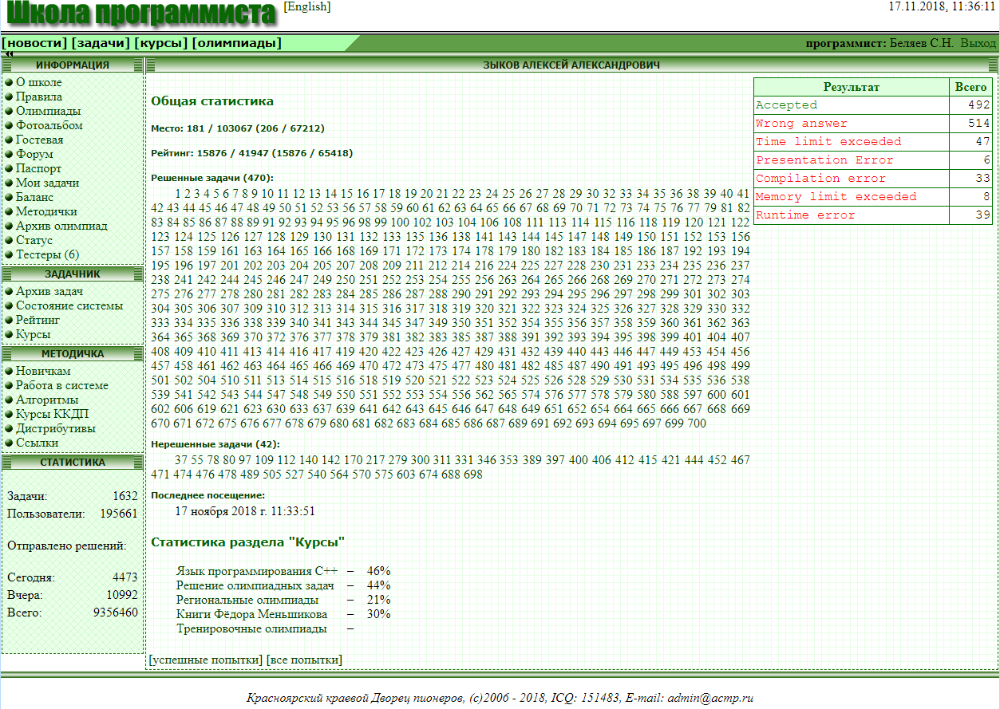 Школа программиста [English] 17.11.2018, 11:36:11
[новости] [задачи] [курсы] [олимпиады] программист: Беляев С.Н. Выход
ИНФОРМАЦИЯ
О школе
Правила
Олимпиады
Фотоальбом
Гостевая
Форум
Паспорт
Мои задачи
Баланс
Методички
Архив олимпиад
Статус
Тестеры (6)
ЗАДАЧНИК
Архив задач
Состояние системы
Рейтинг
Курсы
МЕТОДИЧКА
Новичкам
Работа в системе
Алгоритмы
Курсы ККДП
Дистрибутивы
Ссылки
СТАТИСТИКА
Задачи: 1632
Пользователи: 195661
Отправлено решений:
Сегодня: 4473
Вчера: 10992
Всего: 9356460
ЗЫКОВ АЛЕКСЕЙ АЛЕКСАНДРОВИЧ
Общая статистика
Место: 181 / 103067 (206 / 67212)
Рейтинг: 15876 / 41947 (15876 / 65418)
Решенные задачи (470):
1 2 3 4 5 6 7 8 9 10 11 12 13 14 15 16 17 18 19 20 21 22 23 24 25 26 27 28 29 30 31 32 33 34 35 36 38 39 40 41
42 43 44 45 46 47 48 49 50 51 52 53 54 56 57 58 59 60 61 62 63 64 65 66 67 68 69 70 71 72 73 74 75 76 77 79 81 82
83 84 85 86 87 88 89 90 91 92 93 94 95 96 98 99 100 102 103 104 106 108 111 113 114 115 116 118 119 120 121 122
123 124 125 126 127 128 129 130 131 132 133 135 136 138 141 143 144 145 147 148 149 150 151 152 153 156
157 158 159 161 163 164 165 166 168 169 171 172 173 174 178 179 180 182 183 184 185 186 187 192 193 194
195 196 197 201 202 203 204 205 207 208 209 211 212 214 216 224 225 227 228 230 231 233 234 235 236 237
238 241 242 244 245 246 247 249 250 251 252 253 254 255 256 263 264 265 266 268 269 270 271 272 273 274
275 276 277 278 280 281 282 283 284 285 286 287 288 290 291 292 293 294 295 296 297 298 299 301 302 303
304 305 306 307 308 309 310 312 313 314 315 316 317 318 319 320 321 322 323 324 325 326 327 328 329 330 332
333 334 335 336 338 339 340 341 343 344 345 347 349 350 351 352 354 355 356 357 358 359 360 361 362 363
364 365 368 369 370 372 376 377 378 379 381 382 383 385 387 388 391 392 393 394 395 398 399 401 404 407
408 409 410 411 413 414 416 417 419 420 422 423 426 427 429 431 432 439 440 443 446 447 449 453 454 456
457 458 461 462 463 464 465 466 469 470 472 473 475 477 480 481 482 485 487 490 491 493 495 496 498 499
501 502 504 510 511 513 514 515 516 518 519 520 521 522 523 524 525 526 528 529 530 531 534 535 536 538
539 541 542 543 544 547 548 549 550 551 552 553 554 556 562 565 574 576 577 578 579 580 588 597 600 601
602 606 619 621 623 630 633 637 639 641 642 643 645 646 647 648 649 651 652 654 664 665 666 667 668 669
670 671 672 675 676 677 678 679 680 681 682 683 684 685 686 687 689 691 692 693 694 695 697 699 700
Нерешенные задачи (42):
37 55 78 80 97 109 112 140 142 170 217 279 300 311 331 346 353 389 397 400 406 412 415 421 444 452 467
471 474 476 478 489 505 527 540 564 570 575 603 674 688 698
Последнее посещение:
17 ноября 2018 г. 11:33:51
Статистика раздела "Курсы"
Язык программирования C++ – 46%
Решение олимпиадных задач – 44%
Региональные олимпиады – 21%
Книги Фёдора Меньшикова – 30%
Тренировочные олимпиады –
[успешные попытки] [все попытки]
Результат Всего
Accepted 492
Wrong answer 514
Time limit exceeded 47
Presentation Error 6
Compilation error 33
Memory limit exceeded 8
Runtime error 39
Красноярский краевой Дворец пионеров, (c)2006 - 2018, ICQ: 151483, E-mail: admin@acmp.ru